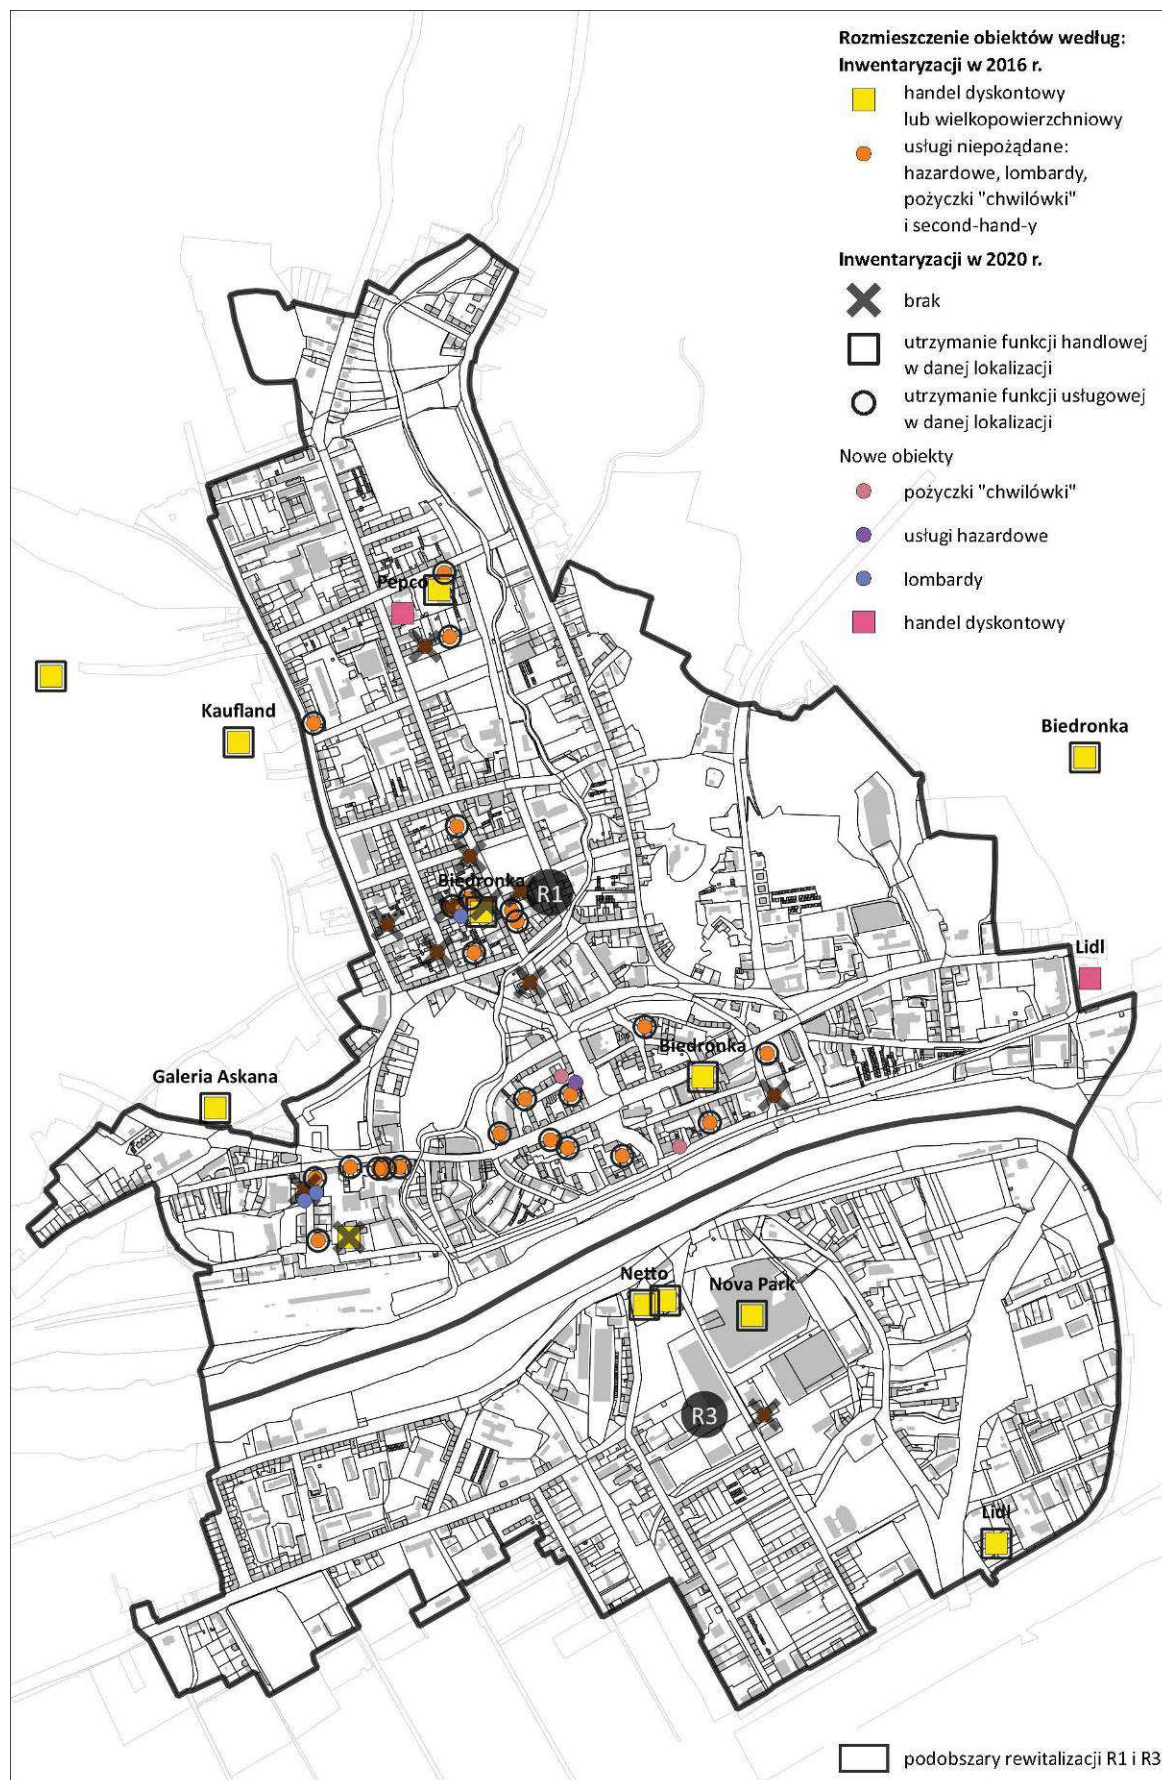 Rozmieszczenie obiektów według:
Inwentaryzacji w 2016 r.
handel dyskontowy
lub wielkopowierzchniowy
usługi niepożądane:
hazardowe, lombardy,
pożyczki "chwilówki"
i second-hand-y
Inwentaryzacji w 2020 r.
brak
utrzymanie funkcji handlowej
w danej lokalizacji
utrzymanie funkcji usługowej
w danej lokalizacji
Nowe obiekty
pożyczki "chwilówki"
usługi hazardowe
lombardy
handel dyskontowy
Pepco
Kaufland
Biedronka
Biedronka
R1
Lidl
Biedronka
Galeria Askana
Netto
Nova Park
R3
Lidl
podobszary rewitalizacji R1 i R3